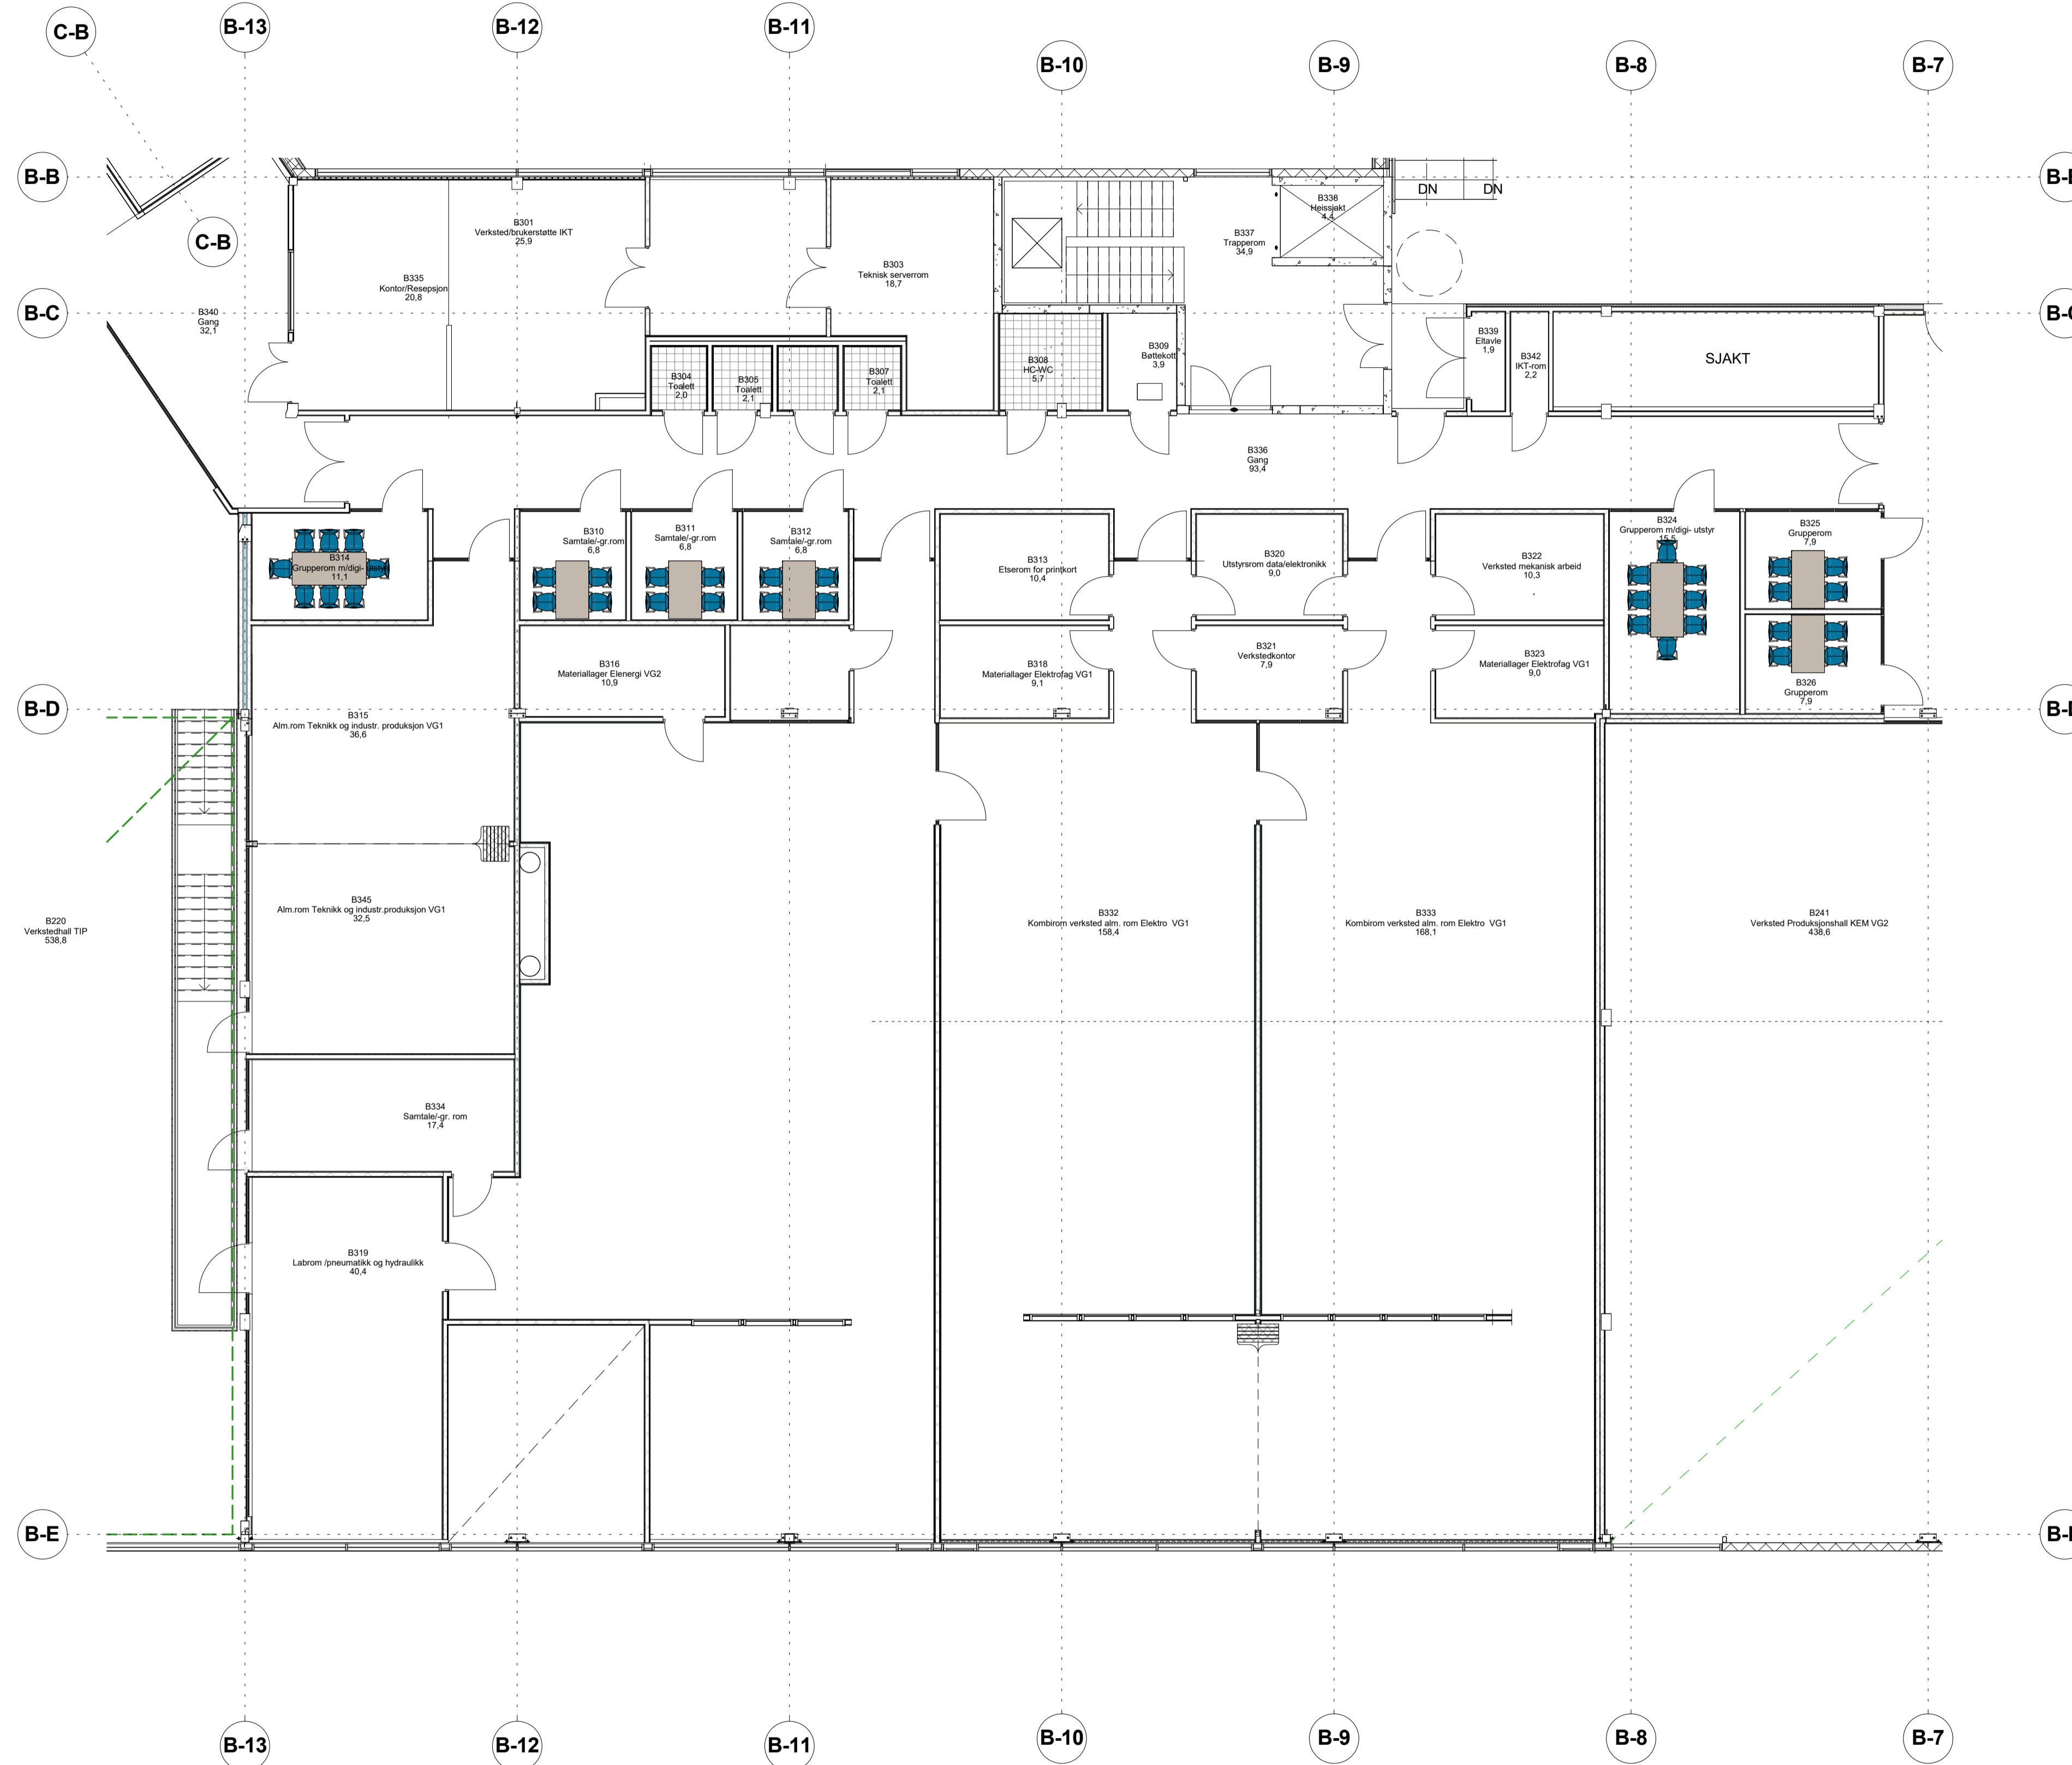 C-B
B-13
B-12
B-11
B-10
B-9
B-8
B-7
B-B
C-B
DN
DN
B338
Heissjakt
4,4
B301
Verksted/brukerstøtte IKT
25,9
B337
Trapperom
34,9
B303
Teknisk serverrom
18,7
B335
Kontor/Resepsjon
20,8
B-C
B340
Gang
32,1
B339
Eltavle
1,9
B309
Bøttekott
3,9
B342
IKT-rom
2,2
SJAKT
B308
HC-WC
5,7
B304
Toalett
2,0
B305
Toalett
2,1
B307
Toalett
2,1
B336
Gang
93,4
B310
Samtale/-gr.rom
6,8
B311
Samtale/-gr.rom
6,8
B312
Samtale/-gr.rom
6,8
B324
Grupperom m/digi- utstyr
15,5
B325
Grupperom
7,9
B314
Grupperom m/digi- utstyr
11,1
B313
Etserom for printkort
10,4
B320
Utstyrsrom data/elektronikk
9,0
B322
Verksted mekanisk arbeid
10,3
B316
Materiallager Elenergi VG2
10,9
B318
Materiallager Elektrofag VG1
9,1
B321
Verkstedkontor
7,9
B323
Materiallager Elektrofag VG1
9,0
B326
Grupperom
7,9
B-D
B315
Alm.rom Teknikk og industr. produksjon VG1
36,6
B345
Alm.rom Teknikk og industr.produksjon VG1
32,5
B220
Verkstedhall TIP
538,8
B332
Kombirom verksted alm. rom Elektro VG1
158,4
B333
Kombirom verksted alm. rom Elektro VG1
168,1
B241
Verksted Produksjonshall KEM VG2
438,6
B334
Samtale/-gr. rom
17,4
B319
Labrom /pneumatikk og hydraulikk
40,4
B-E
B-13
B-12
B-11
B-10
B-9
B-8
B-7